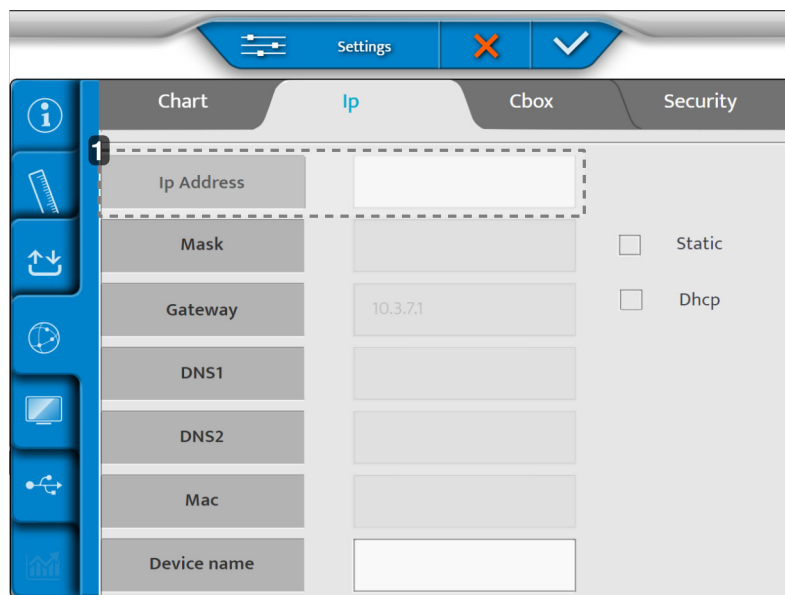 Settings
Chart Ip Cbox Security
1
Ip Address
Mask Static
Gateway 10.3.7.1 Dhcp
DNS1
DNS2
Mac
Device name